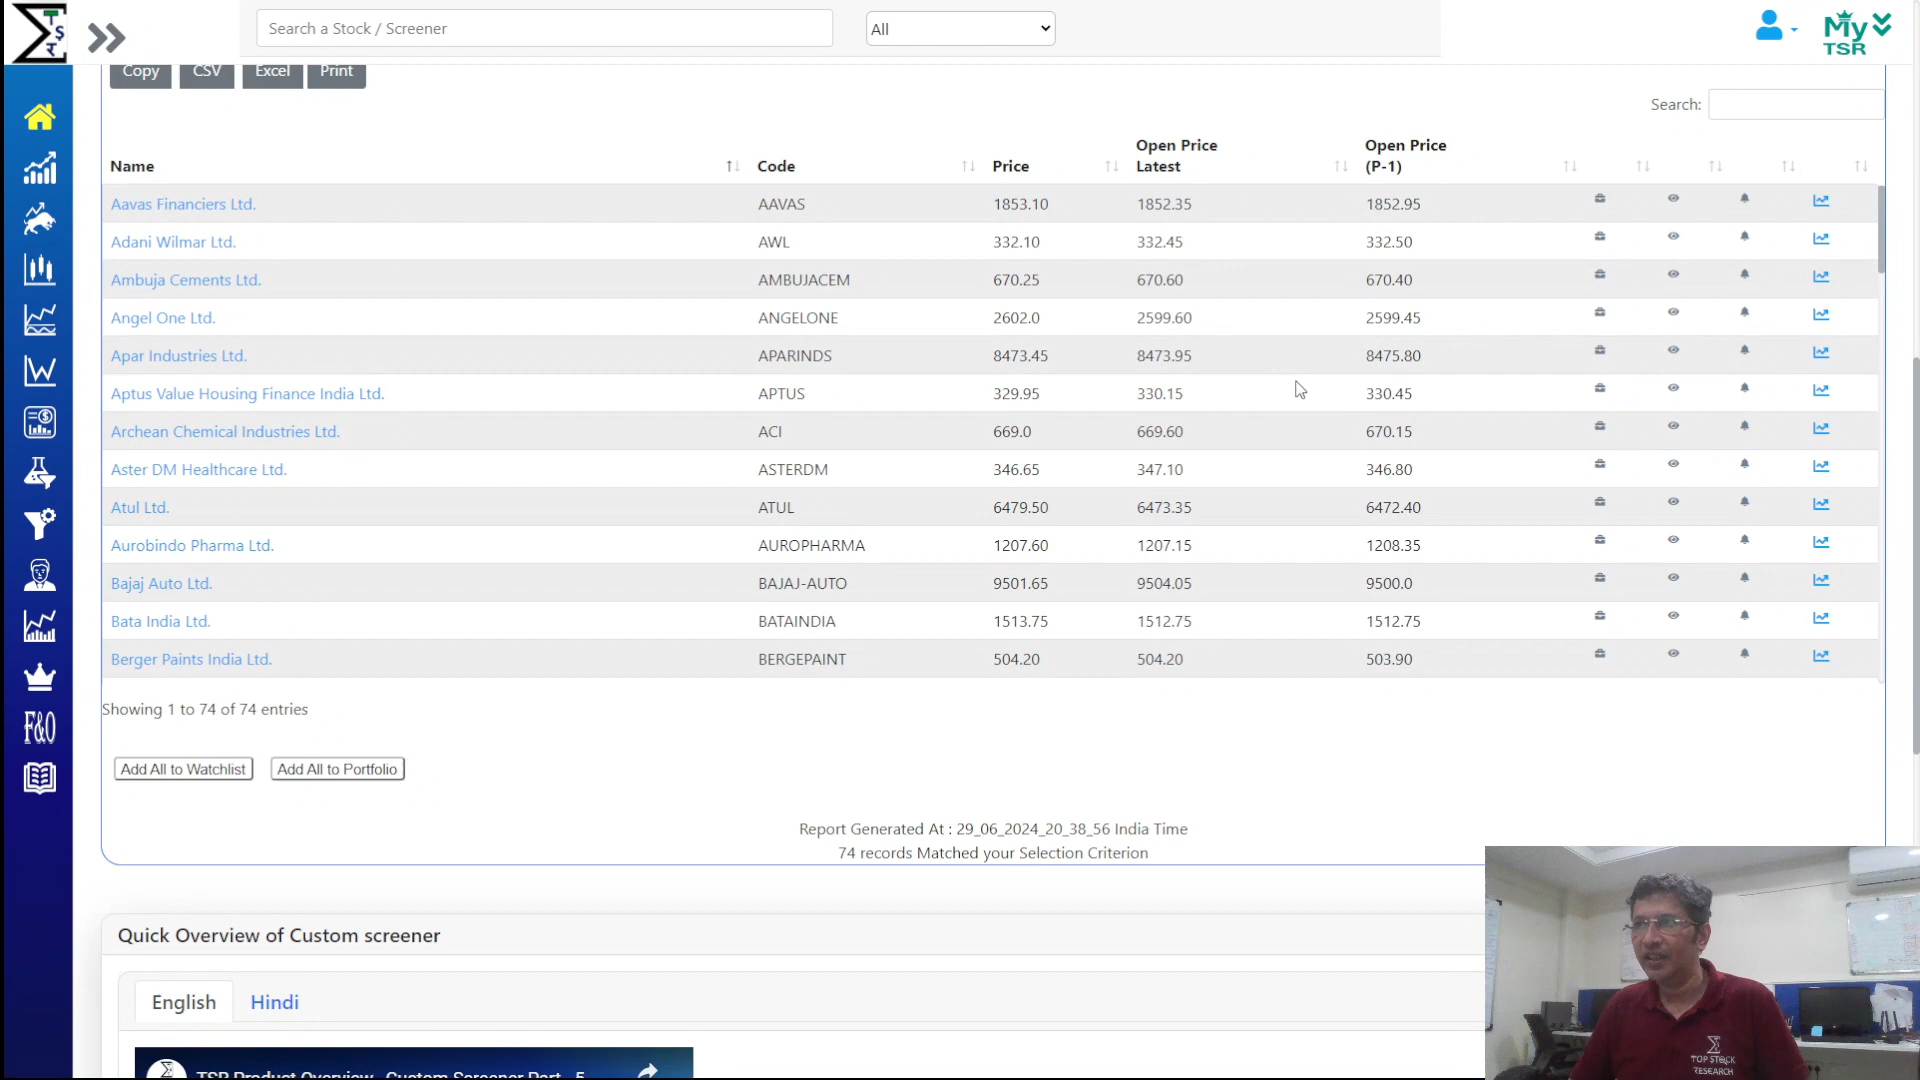 Search a Stock / Screener
All
My
TSR
Copy CSV Excel Print
Search:
Name Code Price Open Price Latest Open Price (P-1)
Aavas Financiers Ltd. AAVAS 1853.10 1852.35 1852.95
Adani Wilmar Ltd. AWL 332.10 332.45 332.50
Ambuja Cements Ltd. AMBUJACEM 670.25 670.60 670.40
Angel One Ltd. ANGELONE 2602.0 2599.60 2599.45
Apar Industries Ltd. APARINDS 8473.45 8473.95 8475.80
Aptus Value Housing Finance India Ltd. APTUS 329.95 330.15 330.45
Archean Chemical Industries Ltd. ACI 669.0 669.60 670.15
Aster DM Healthcare Ltd. ASTERDM 346.65 347.10 346.80
Atul Ltd. ATUL 6479.50 6473.35 6472.40
Aurobindo Pharma Ltd. AUROPHARMA 1207.60 1207.15 1208.35
Bajaj Auto Ltd. BAJAJ-AUTO 9501.65 9504.05 9500.0
Bata India Ltd. BATAINDIA 1513.75 1512.75 1512.75
Berger Paints India Ltd. BERGEPAINT 504.20 504.20 503.90
F&O
Showing 1 to 74 of 74 entries
Add All to Watchlist Add All to Portfolio
Report Generated At : 29_06_2024_20_38_56 India Time
74 records Matched your Selection Criterion
Quick Overview of Custom screener
English Hindi
TSR Product Overview - Custom Screener Part - 5
TOP STOCK
RESEARCH